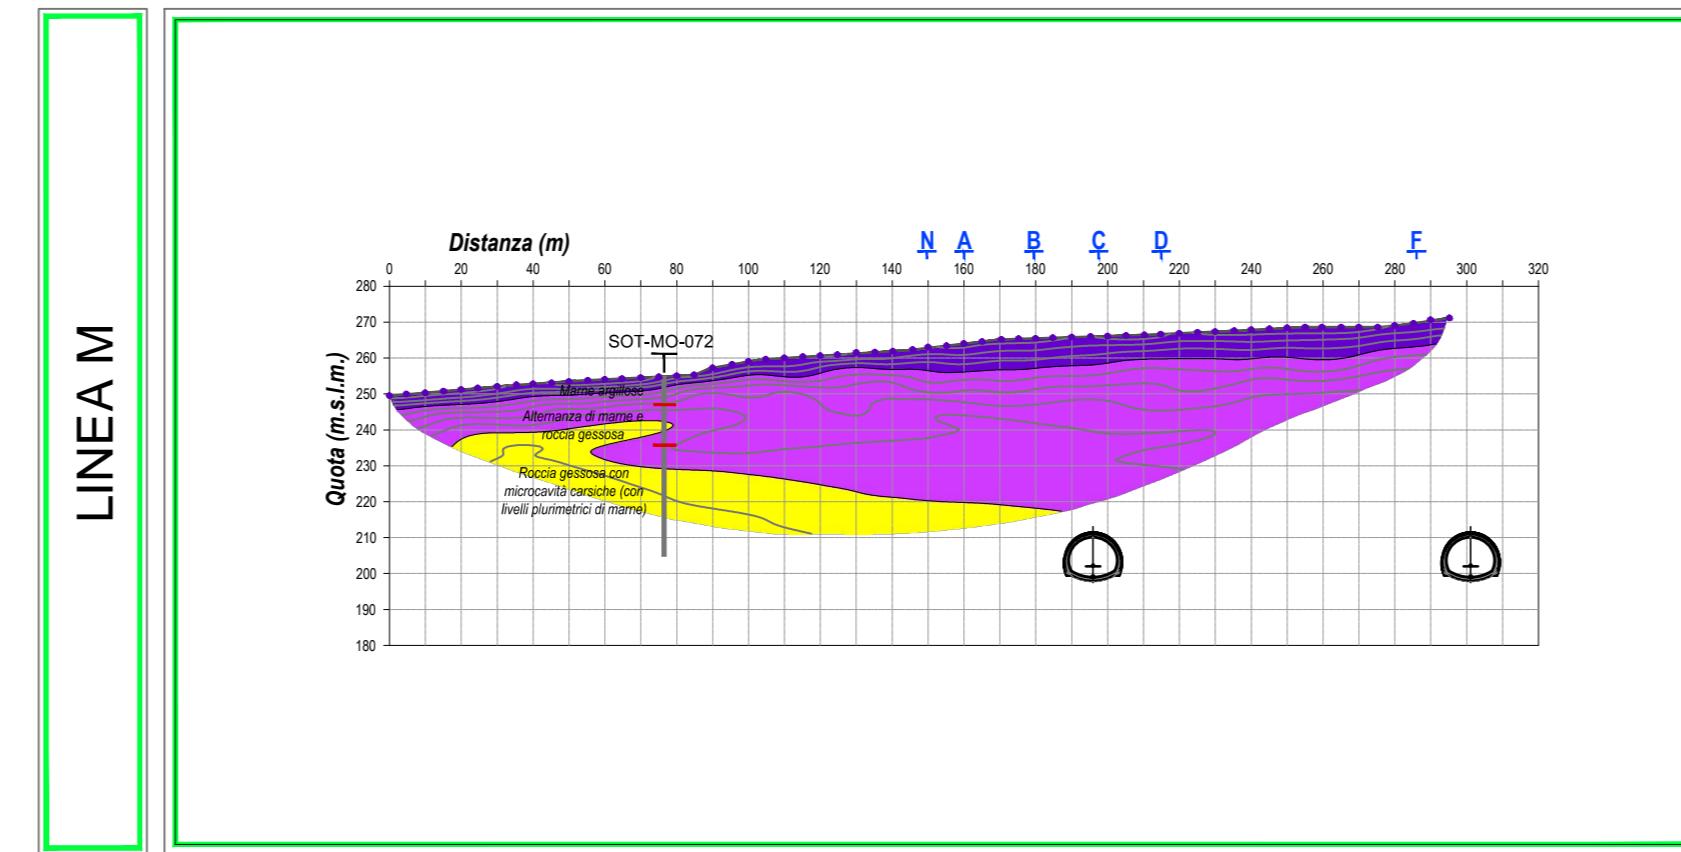 LINEA M
Distanza (m)
N A B C D F
0 20 40 60 80 100 120 140 160 180 200 220 240 260 280 300 320
Quota (m.s.l.m.)
280
270
260
250
240
230
220
210
200
190
180
SOT-MO-072
Marne argillose
Alternanza di marne e
roccia gessosa
Roccia gessosa con
microcavità carsiche (con
livelli plurimetrici di marne)